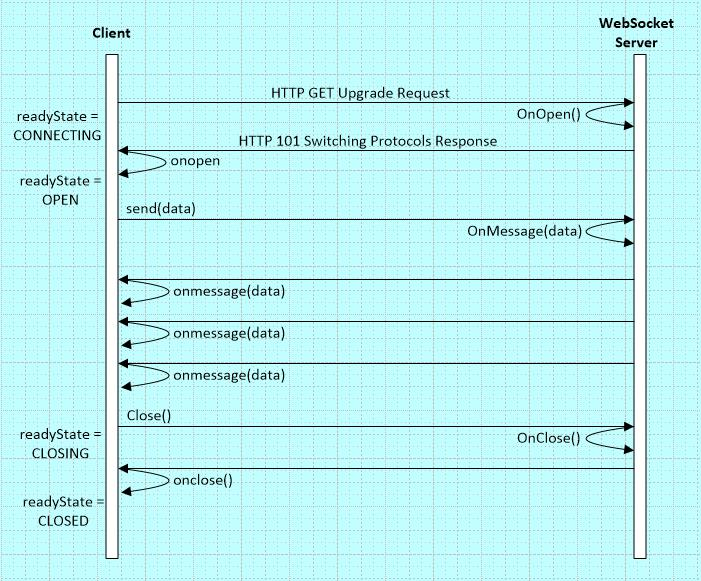 Client
WebSocket
Server
HTTP GET Upgrade Request
readyState =
CONNECTING
OnOpen()
HTTP 101 Switching Protocols Response
onopen
readyState =
OPEN
send(data)
OnMessage(data)
onmessage(data)
onmessage(data)
onmessage(data)
Close()
readyState =
CLOSING
OnClose()
onclose()
readyState =
CLOSED